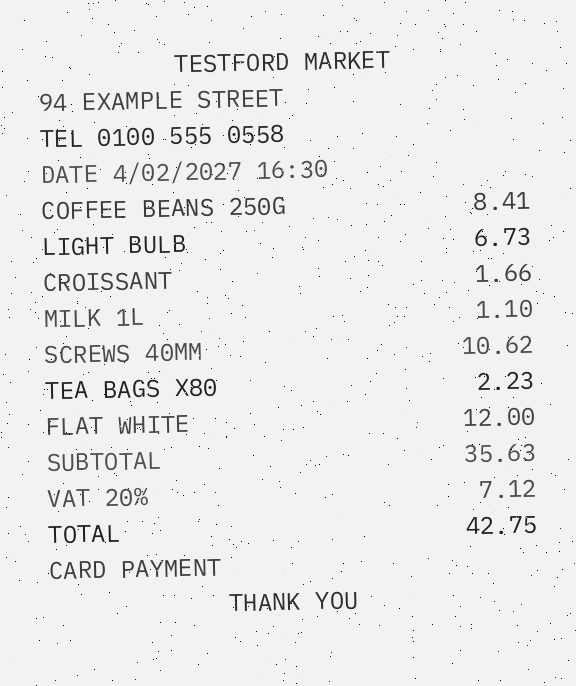 TESTFORD MARKET
94 EXAMPLE STREET
TEL 0100 555 0558
DATE 4/02/2027 16:30
COFFEE BEANS 250G 8.41
LIGHT BULB 6.73
CROISSANT 1.66
MILK 1L 1.10
SCREWS 40MM 10.62
TEA BAGS X80 2.23
FLAT WHITE 12.00
SUBTOTAL 35.63
VAT 20% 7.12
TOTAL 42.75
CARD PAYMENT
THANK YOU